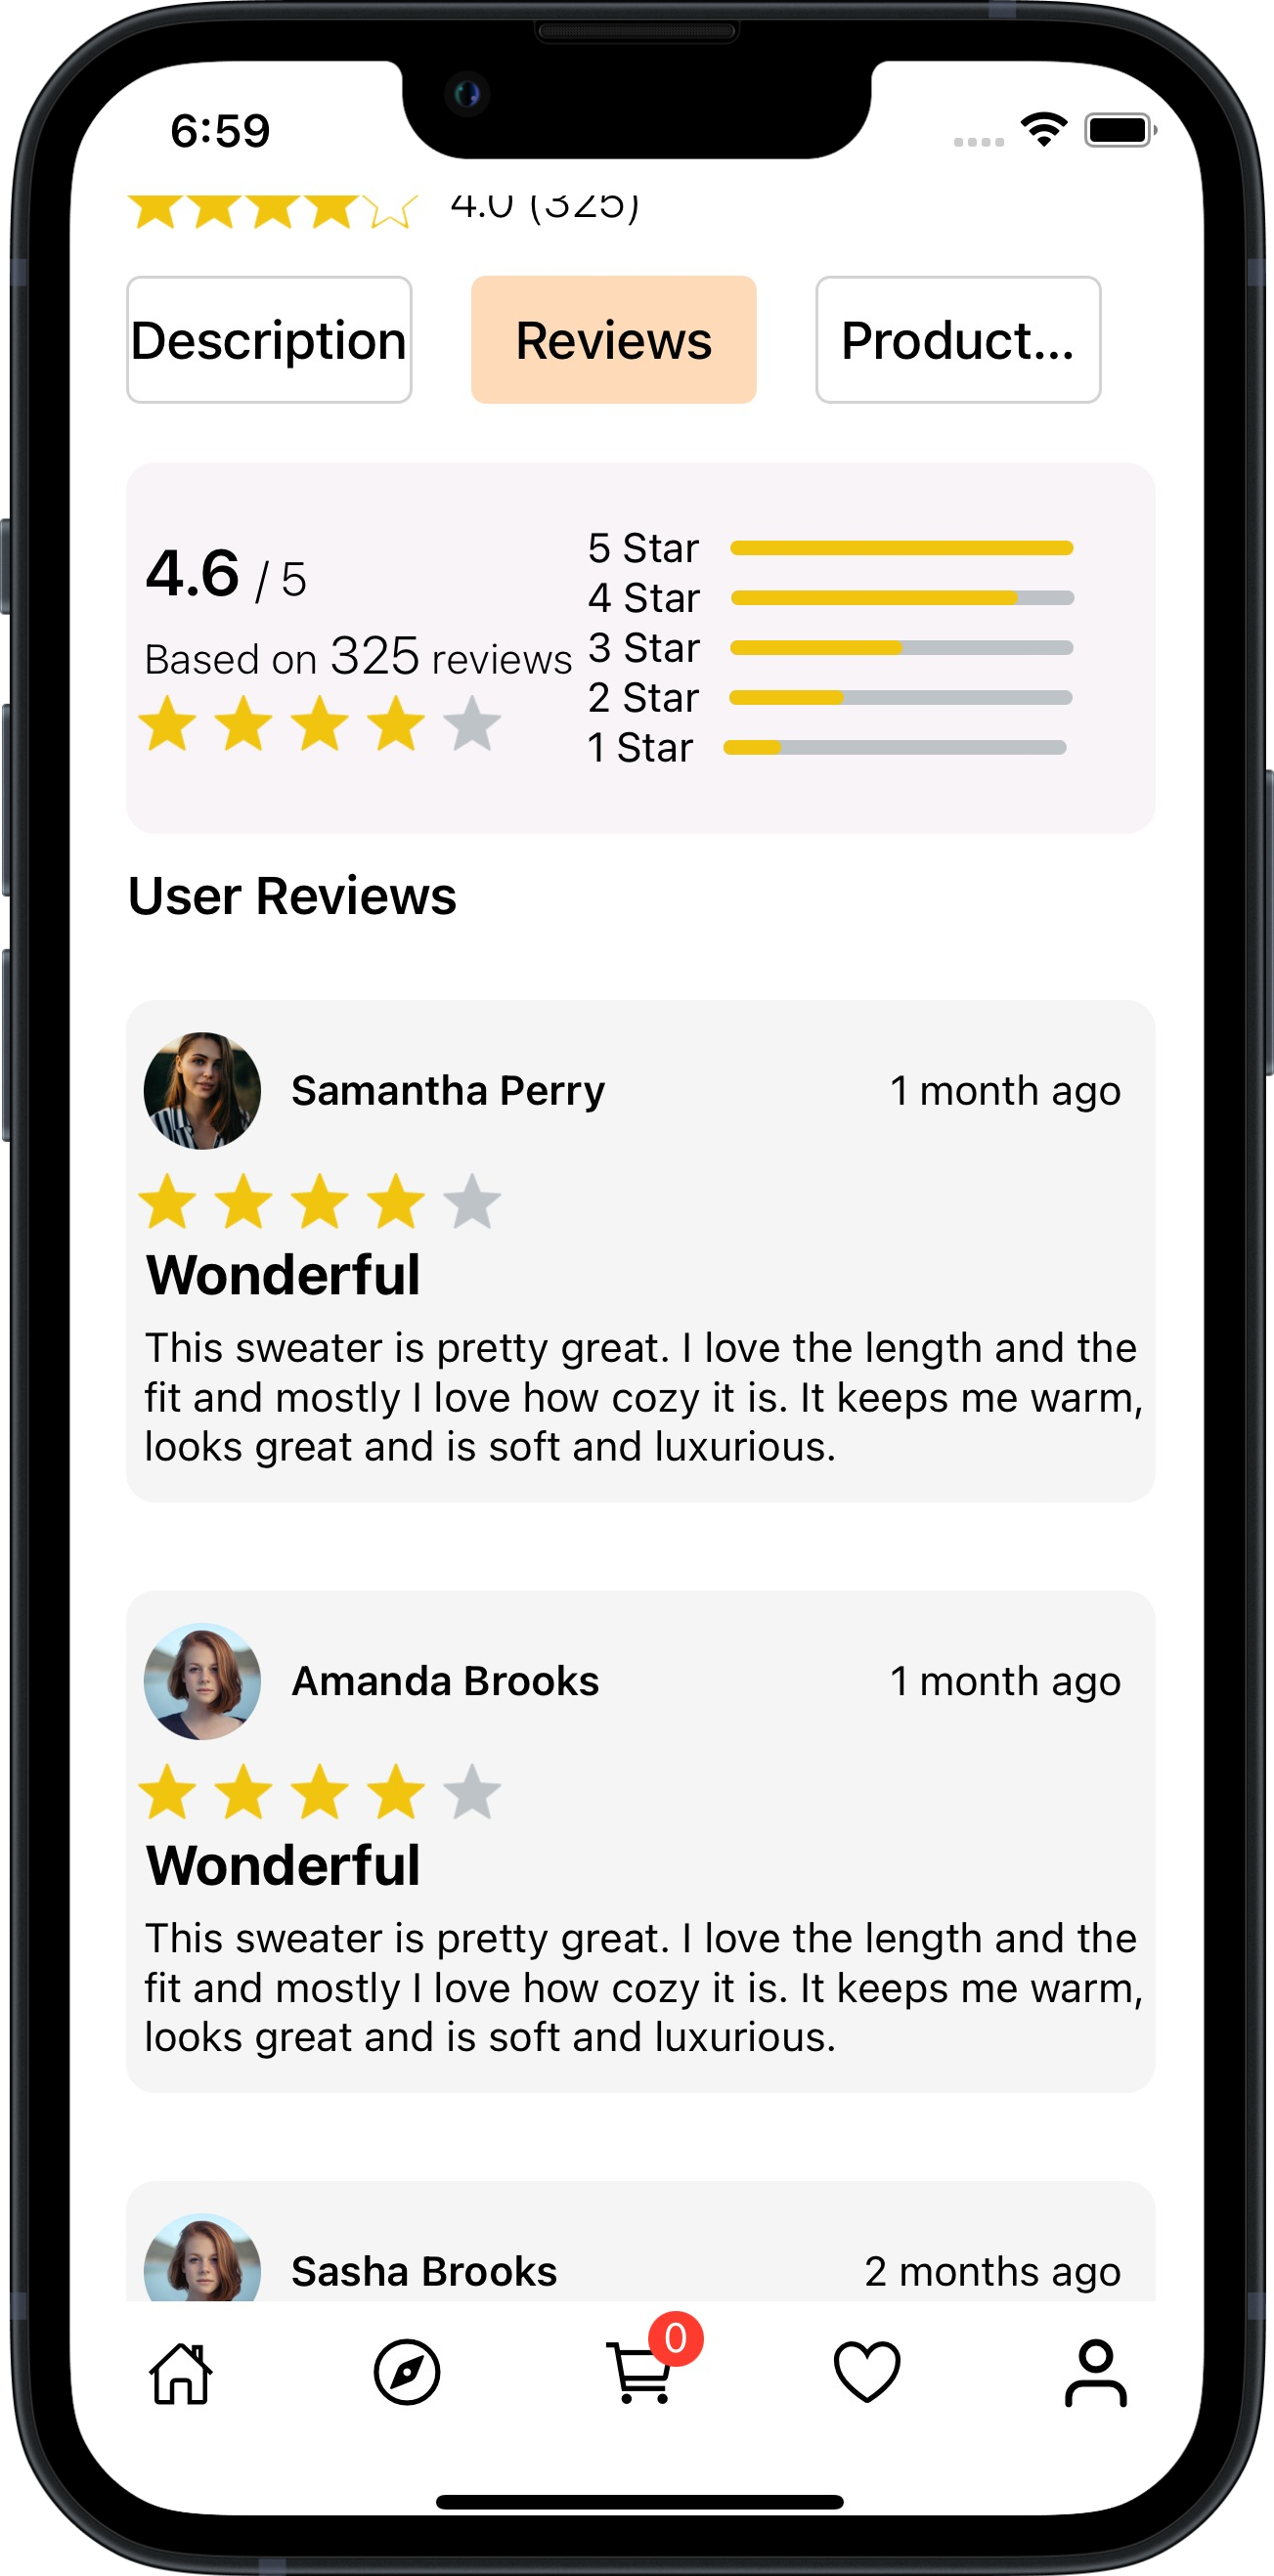 6:59
4.0 (325)
Description Reviews Product...
4.6 / 5
Based on 325 reviews
5 Star
4 Star
3 Star
2 Star
1 Star
User Reviews
Samantha Perry 1 month ago
Wonderful
This sweater is pretty great. I love the length and the
fit and mostly I love how cozy it is. It keeps me warm,
looks great and is soft and luxurious.
Amanda Brooks 1 month ago
Wonderful
This sweater is pretty great. I love the length and the
fit and mostly I love how cozy it is. It keeps me warm,
looks great and is soft and luxurious.
Sasha Brooks 2 months ago
0